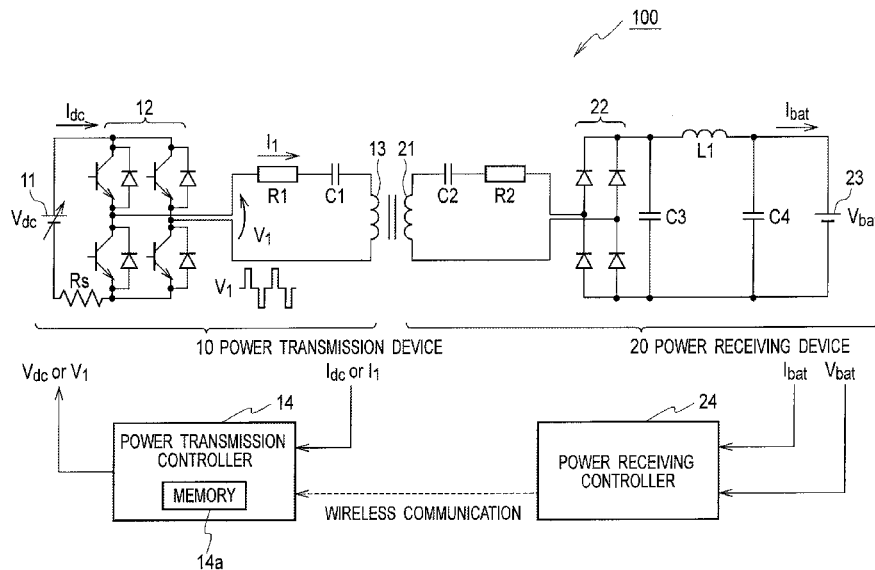 100
Idc
12
I1
13
21
22
L1
Ibat
11
Vdc
R1
C1
C2
R2
C3
C4
23
Vbat
V1
Rs
V1
10 POWER TRANSMISSION DEVICE
20 POWER RECEIVING DEVICE
Vdc or V1
Idc or I1
Ibat
Vbat
14
24
POWER TRANSMISSION
CONTROLLER
MEMORY
14a
POWER RECEIVING
CONTROLLER
WIRELESS COMMUNICATION